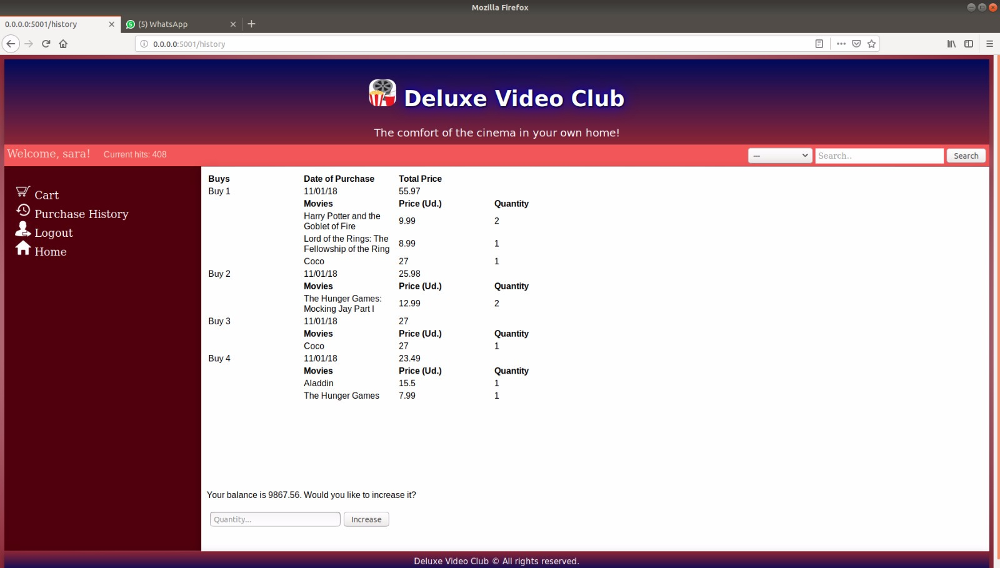 Mozilla Firefox
0.0.0.0:5001/history
(5) WhatsApp
0.0.0.0:5001/history
Deluxe Video Club
The comfort of the cinema in your own home!
Welcome, sara! Current hits: 408 --- Search.. Search
Cart
Purchase History
Logout
Home
Buys Date of Purchase Total Price
Buy 1 11/01/18 55.97
Movies Price (Ud.) Quantity
Harry Potter and the
Goblet of Fire 9.99 2
Lord of the Rings: The
Fellowship of the Ring 8.99 1
Coco 27 1
Buy 2 11/01/18 25.98
Movies Price (Ud.) Quantity
The Hunger Games:
Mocking Jay Part I 12.99 2
Buy 3 11/01/18 27
Movies Price (Ud.) Quantity
Coco 27 1
Buy 4 11/01/18 23.49
Movies Price (Ud.) Quantity
Aladdin 15.5 1
The Hunger Games 7.99 1
Your balance is 9867.56. Would you like to increase it?
Quantity... Increase
Deluxe Video Club © All rights reserved.